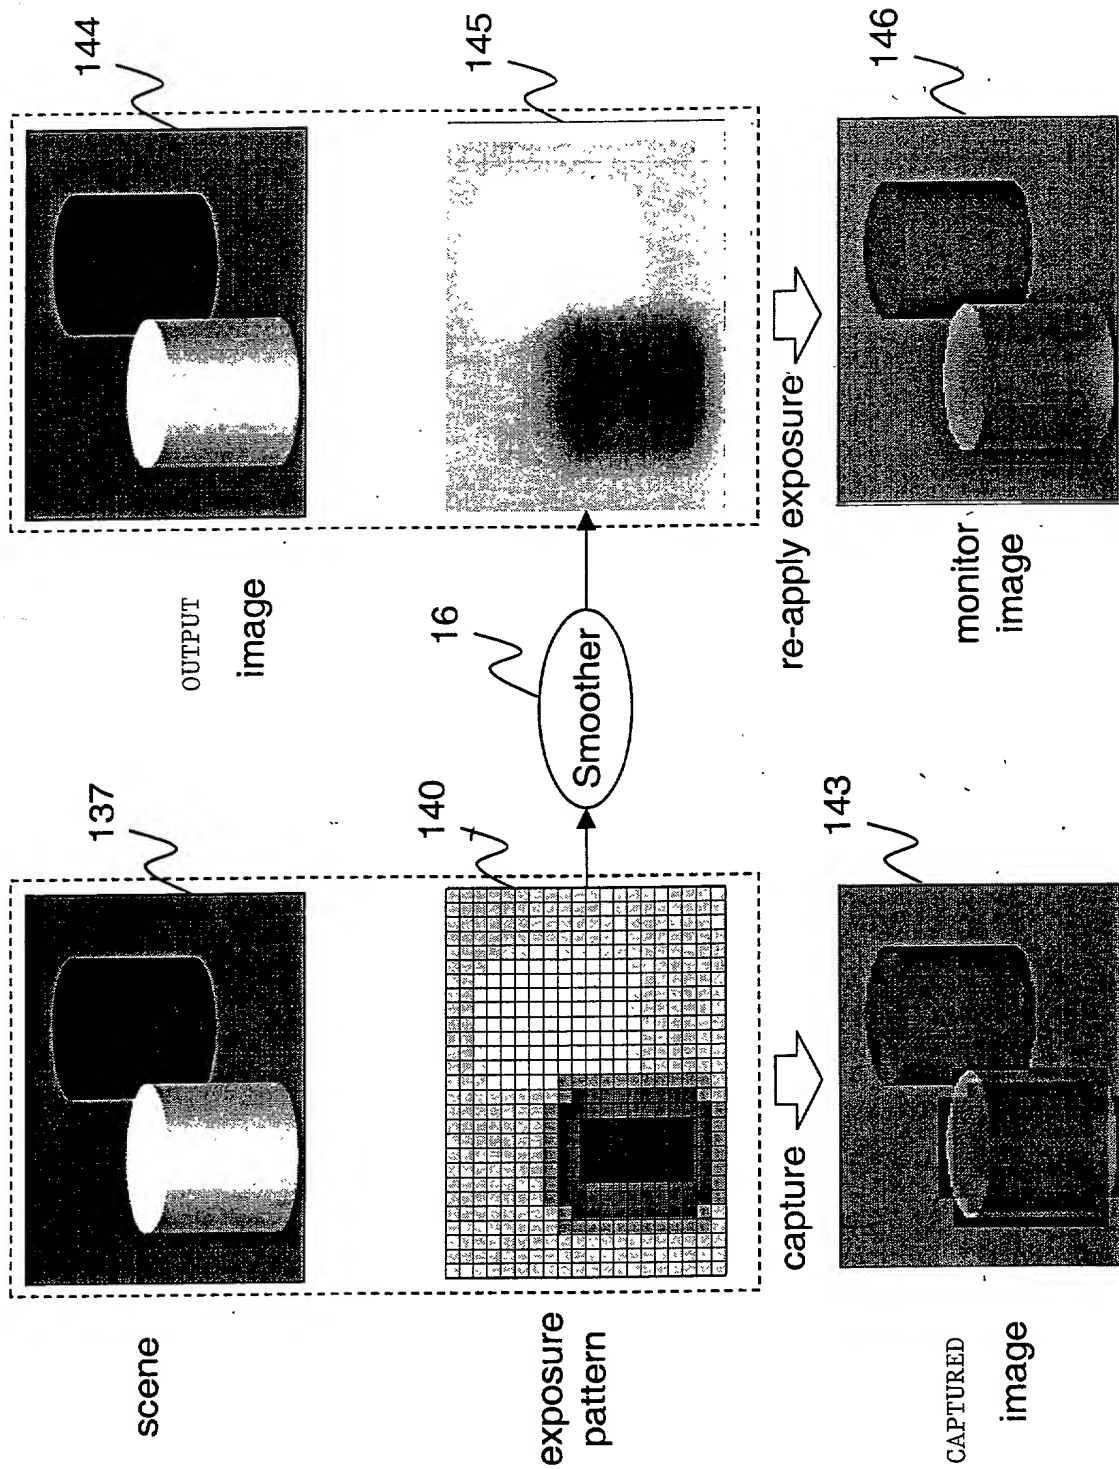 scene
137
OUTPUT
image
144
exposure
pattern
140
Smoother
16
145
capture
re-apply exposure
CAPTURED
image
143
monitor
image
146